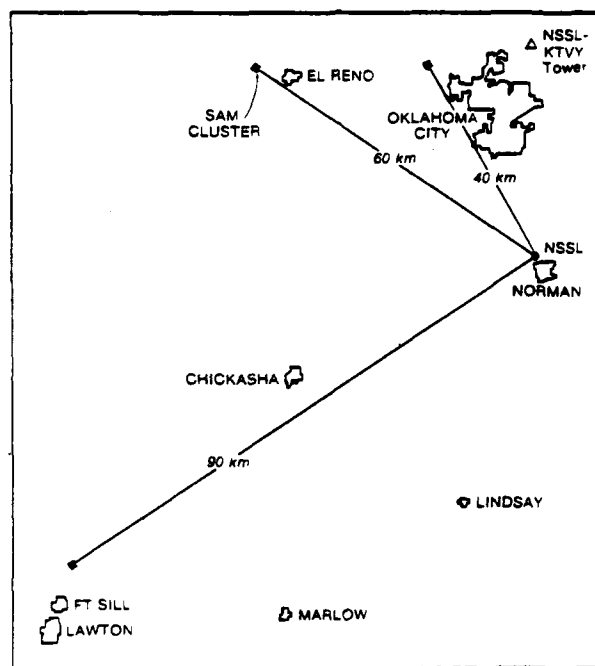 NSSL-
KTVY
Tower
EL RENO
SAM
CLUSTER
OKLAHOMA
CITY
60 km
40 km
NSSL
NORMAN
CHICKASHA
90 km
LINDSAY
FT SILL
MARLOW
LAWTON